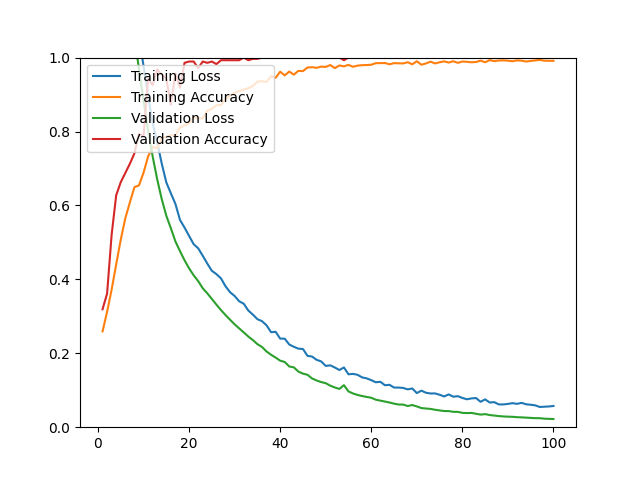 1.0
0.8
0.6
0.4
0.2
0.0
Training Loss
Training Accuracy
Validation Loss
Validation Accuracy
0 20 40 60 80 100